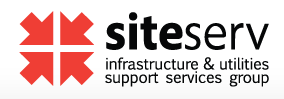 siteserv
infrastructure & utilities
support services group